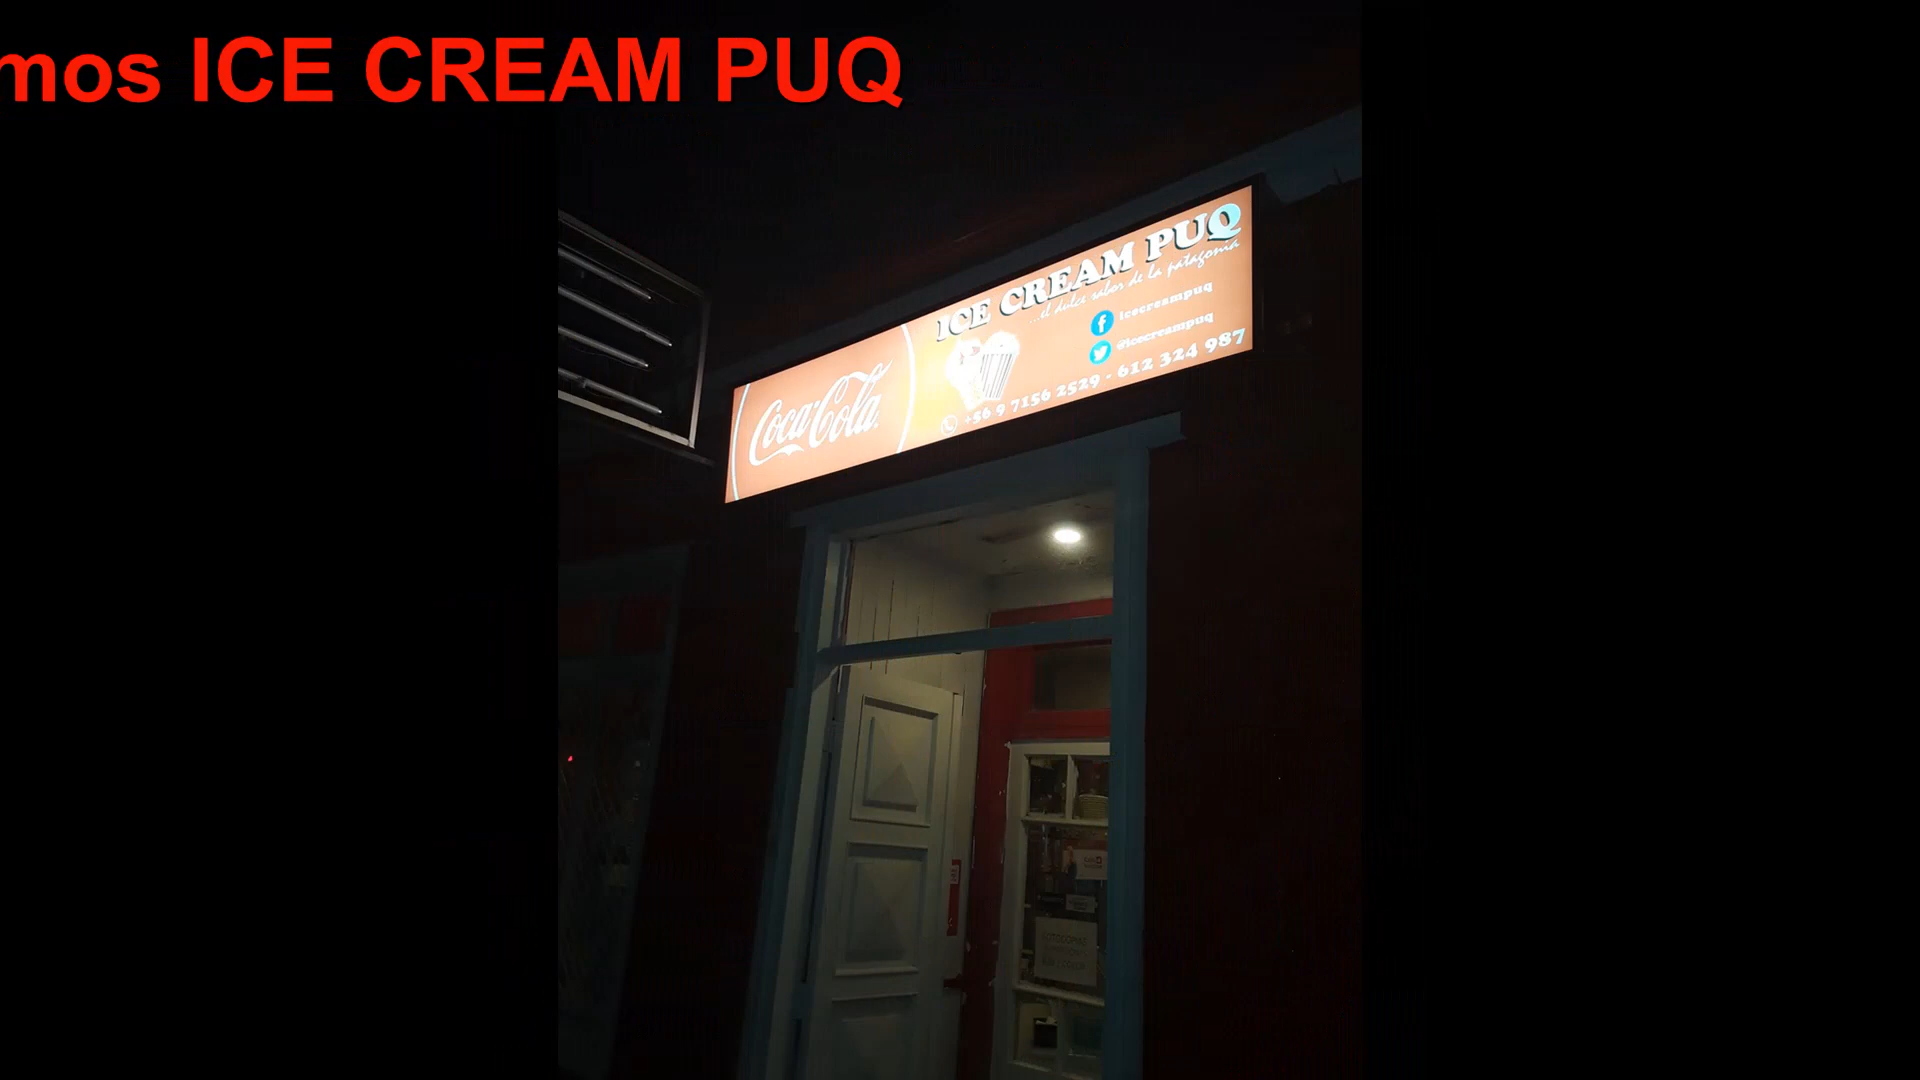 mos ICE CREAM PUQ
ICE CREAM PUQ
...el dulce sabor de la patagonia
icecreampuq
@icecreampuq
+56 9 7156 2529 - 612 324 987
Coca-Cola